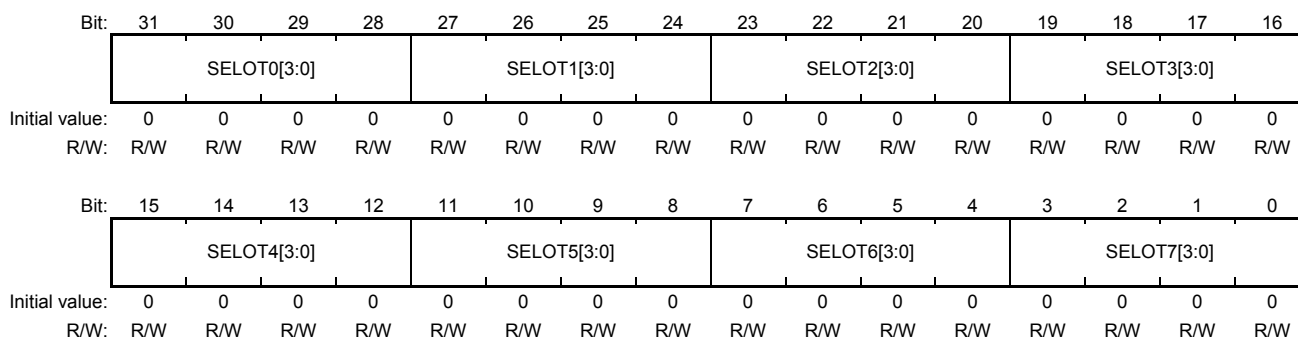 Bit: 31 30 29 28 27 26 25 24 23 22 21 20 19 18 17 16
SELOT0[3:0] SELOT1[3:0] SELOT2[3:0] SELOT3[3:0]
Initial value: 0 0 0 0 0 0 0 0 0 0 0 0 0 0 0 0
R/W: R/W R/W R/W R/W R/W R/W R/W R/W R/W R/W R/W R/W R/W R/W R/W R/W
Bit: 15 14 13 12 11 10 9 8 7 6 5 4 3 2 1 0
SELOT4[3:0] SELOT5[3:0] SELOT6[3:0] SELOT7[3:0]
Initial value: 0 0 0 0 0 0 0 0 0 0 0 0 0 0 0 0
R/W: R/W R/W R/W R/W R/W R/W R/W R/W R/W R/W R/W R/W R/W R/W R/W R/W